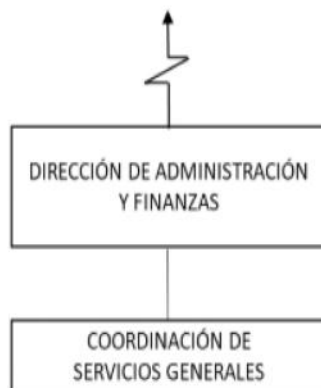 DIRECCIÓN DE ADMINISTRACIÓN
Y FINANZAS
COORDINACIÓN DE
SERVICIOS GENERALES